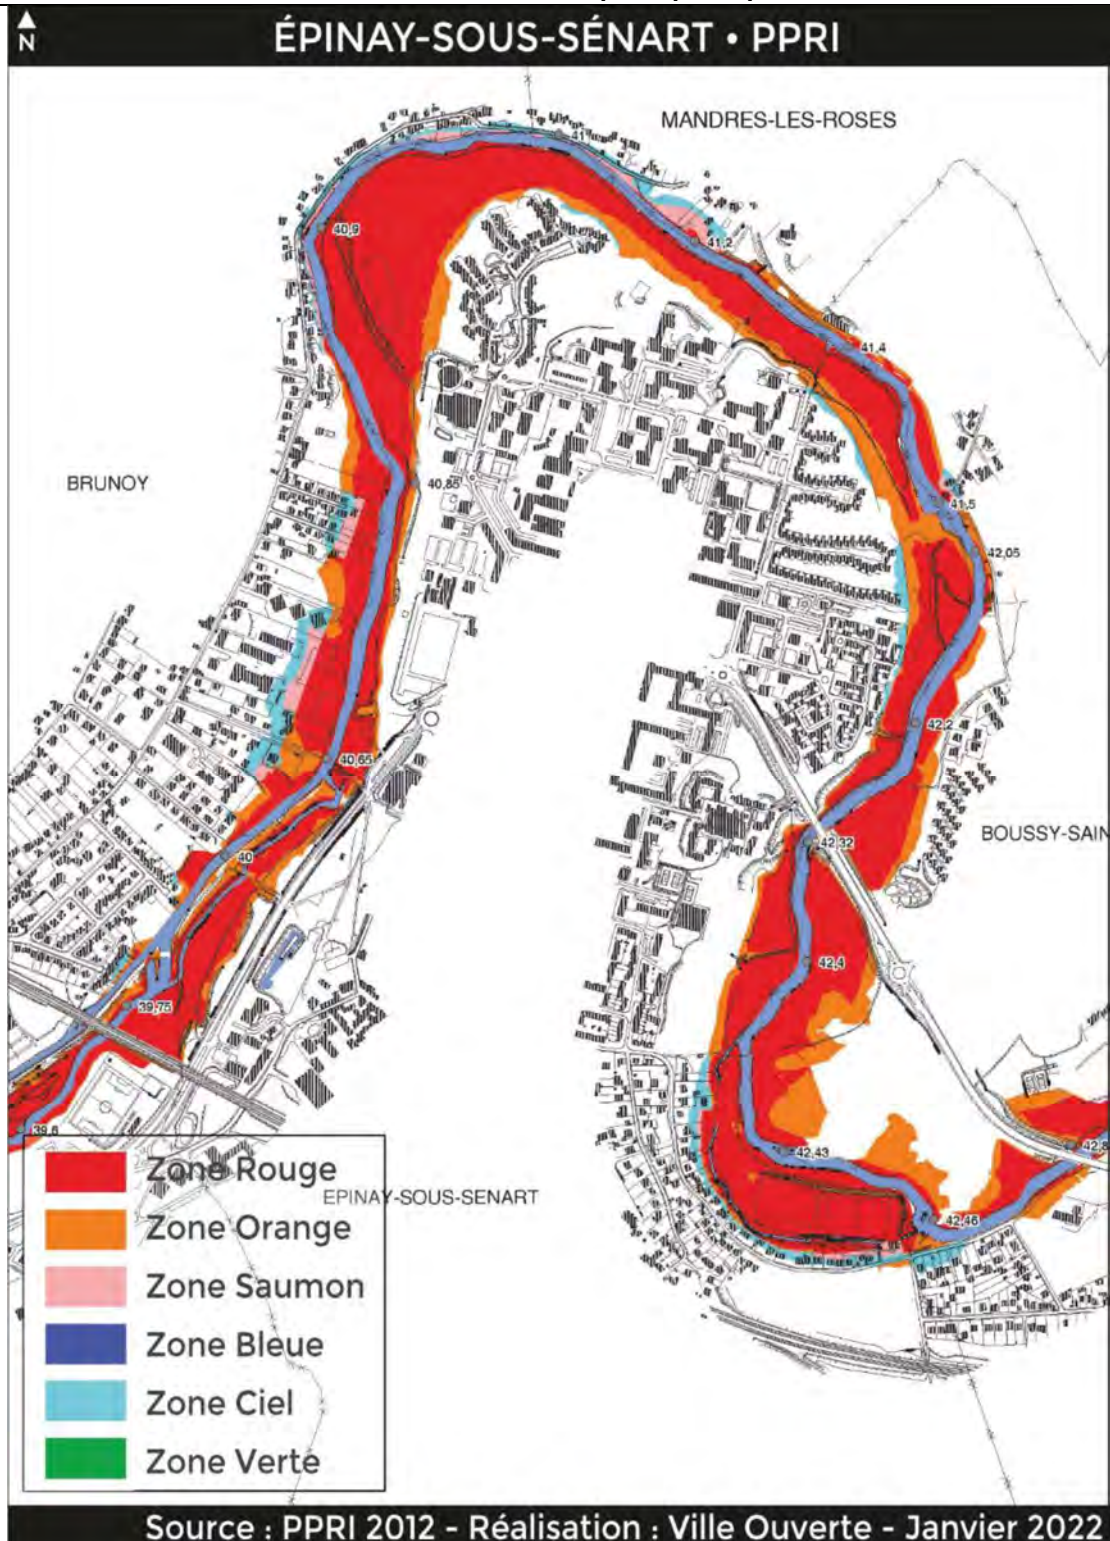 N
ÉPINAY-SOUS-SÉNART • PPRI
MANDRES-LES-ROSES
41
40,9
41,2
41,4
BRUNOY
40,85
41,5
42,05
42,2
40,65
42,32
BOUSSY-SAIN
40
42,4
39,75
39,6
42,43
42,8
Zone Rouge
EPINAY-SOUS-SENART
42,46
Zone Orange
Zone Saumon
Zone Bleue
Zone Ciel
Zone Verte
Source : PPRI 2012 - Réalisation : Ville Ouverte - Janvier 2022